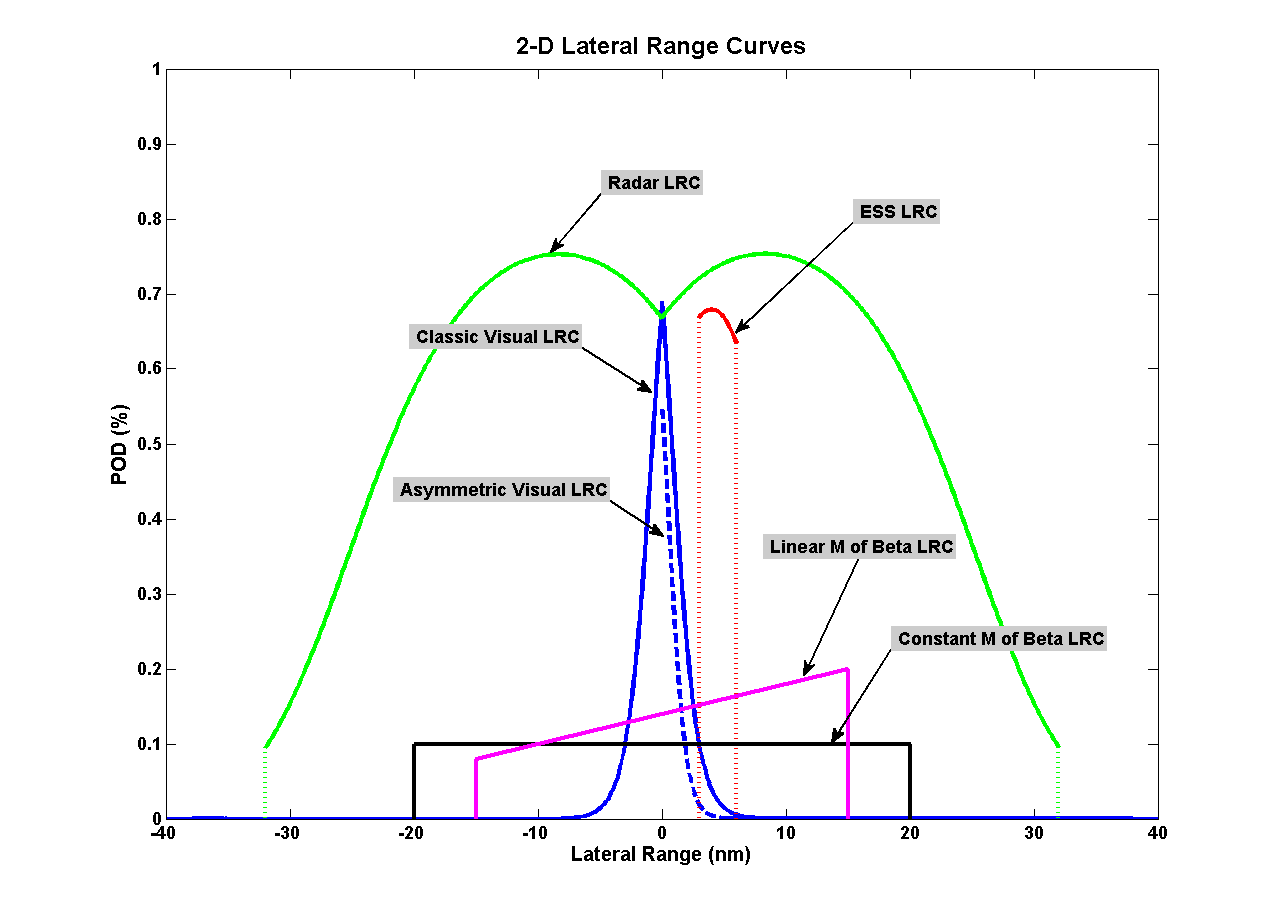 2-D Lateral Range Curves
1
0.9
0.8
0.7
0.6
0.5
0.4
0.3
0.2
0.1
0
POD (%)
Radar LRC
ESS LRC
Classic Visual LRC
Asymmetric Visual LRC
Linear M of Beta LRC
Constant M of Beta LRC
-40 -30 -20 -10 0 10 20 30 40
Lateral Range (nm)